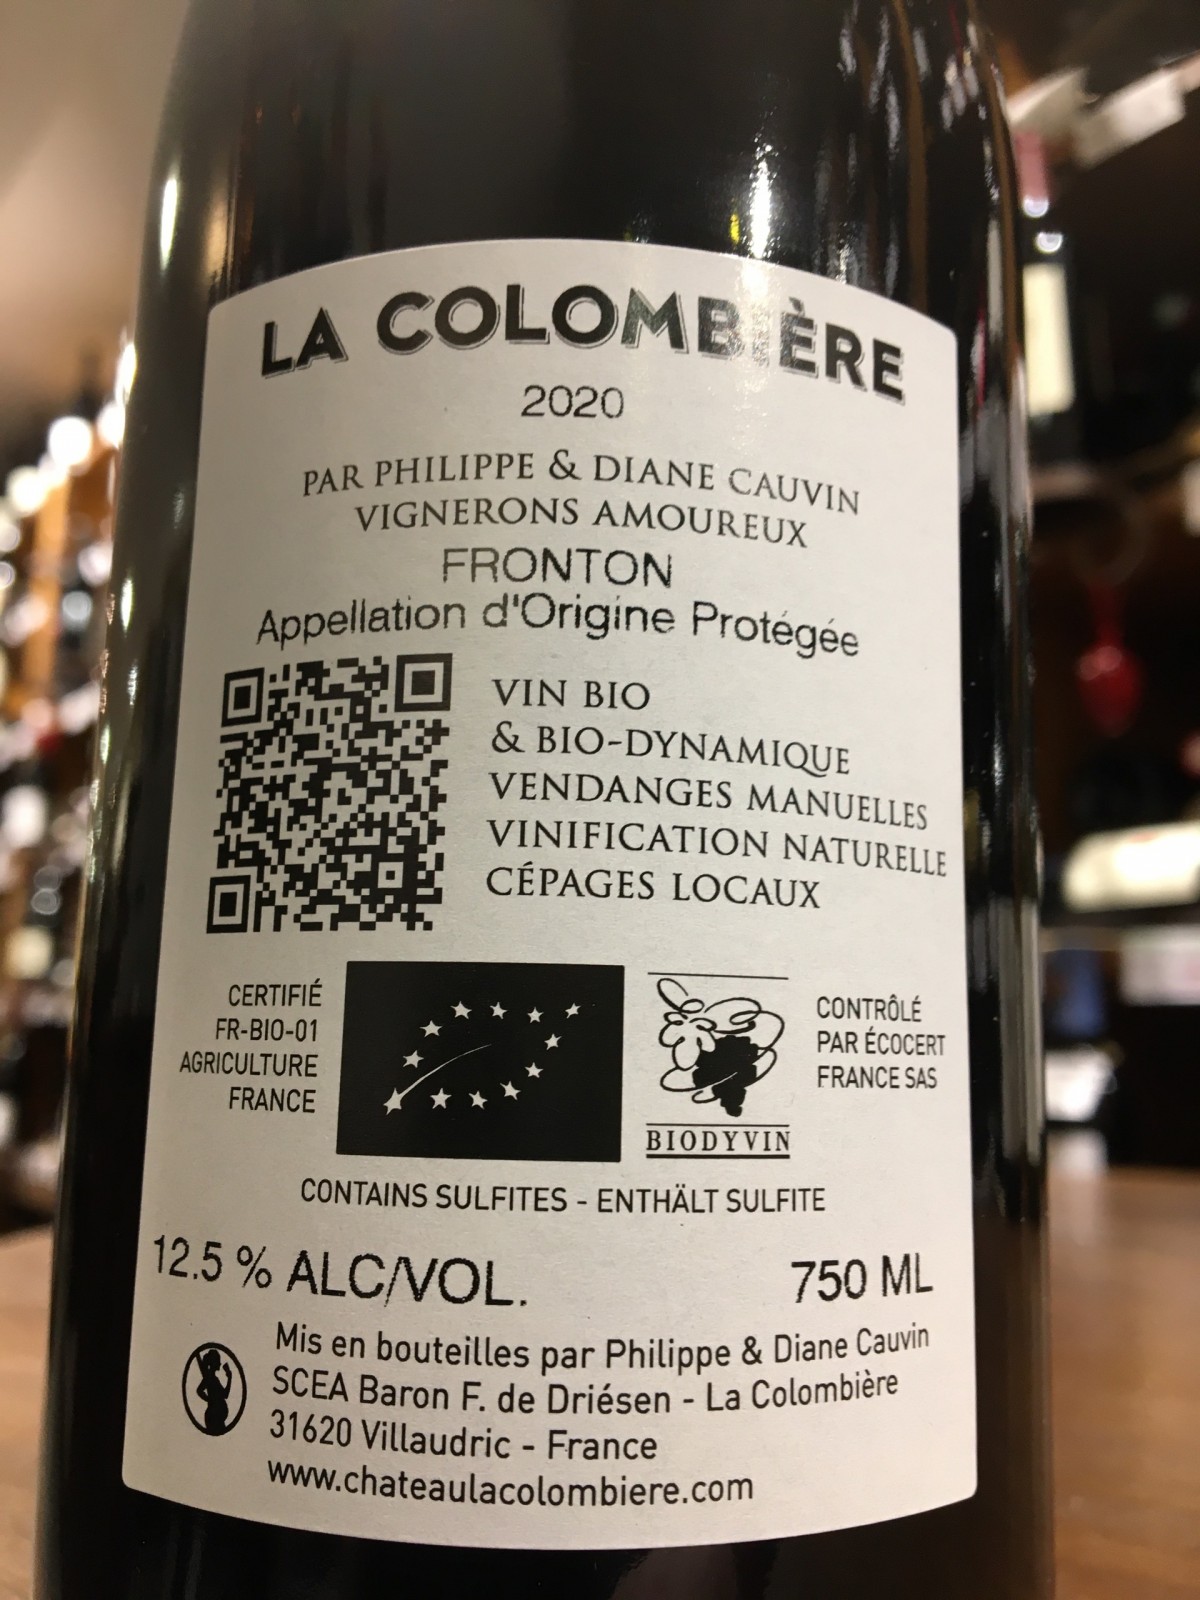 LA COLOMBIÈRE
2020
PAR PHILIPPE & DIANE CAUVIN
VIGNERONS AMOUREUX
FRONTON
Appellation d'Origine Protégée
VIN BIO
& BIO-DYNAMIQUE
VENDANGES MANUELLES
VINIFICATION NATURELLE
CÉPAGES LOCAUX
CERTIFIÉ
FR-BIO-01
AGRICULTURE
FRANCE
BIODYVIN
CONTRÔLÉ
PAR ÉCOCERT
FRANCE SAS
CONTAINS SULFITES - ENTHÄLT SULFITE
12.5 % ALC/VOL. 750 ML
Mis en bouteilles par Philippe & Diane Cauvin
SCEA Baron F. de Driésen - La Colombière
31620 Villaudric - France
www.chateaulacolombiere.com